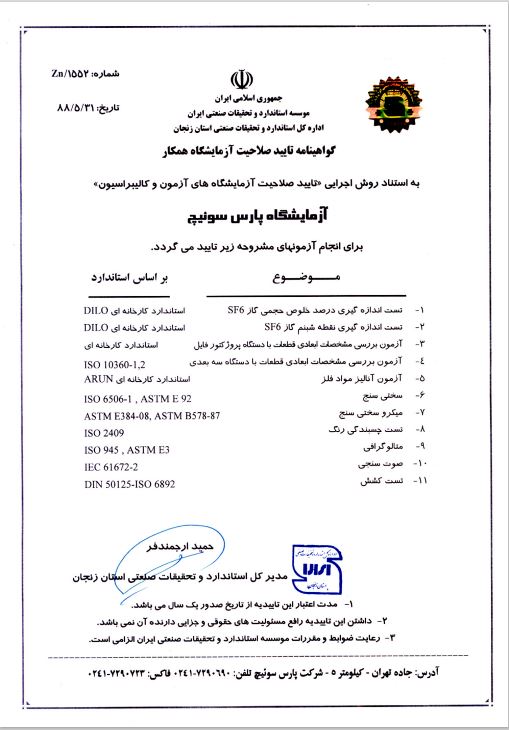 شماره: Zn/۱۵۵۲
تاریخ: ۸۸/۵/۳۱
جمهوری اسلامی ایران
موسسه استاندارد و تحقیقات صنعتی ایران
اداره کل استاندارد و تحقیقات صنعتی استان زنجان
گواهینامه تایید صلاحیت آزمایشگاه همکار
به استناد روش اجرایی «تایید صلاحیت آزمایشگاه های آزمون و کالیبراسیون»
آزمایشگاه پارس سوئیچ
برای انجام آزمونهای مشروحه زیر تایید می گردد.
مـــــوضـــوع بر اساس استاندارد
۱- تست اندازه گیری درصد خلوص حجمی گاز SF6 استاندارد کارخانه ای DILO
۲- تست اندازه گیری نقطه شبنم گاز SF6 استاندارد کارخانه ای DILO
۳- آزمون بررسی مشخصات ابعادی قطعات با دستگاه پروژکتور فایل استاندارد کارخانه ای
۴- آزمون بررسی مشخصات ابعادی قطعات با دستگاه سه بعدی ISO 10360-1,2
۵- آزمون آنالیز مواد فلز استاندارد کارخانه ای ARUN
۶- سختی سنج ISO 6506-1 , ASTM E 92
۷- میکرو سختی سنج ASTM E384-08, ASTM B578-87
۸- تست چسبندگی رنگ ISO 2409
۹- متالوگرافی ISO 945 , ASTM E3
۱۰- صوت سنجی IEC 61672-2
۱۱- تست کشش DIN 50125-ISO 6892
حمید ارجمندفر
مدیر کل استاندارد و تحقیقات صنعتی استان زنجان
۱- مدت اعتبار این تاییدیه از تاریخ صدور یک سال می باشد.
۲- داشتن این تاییدیه رافع مسئولیت های حقوقی و جزایی دارنده آن نمی باشد.
۳- رعایت ضوابط و مقررات موسسه استاندارد و تحقیقات صنعتی ایران الزامی است.
آدرس: جاده تهران - کیلومتر ۵ - شرکت پارس سوئیچ تلفن: ۷۲۹۰۶۹۰-۰۲۴۱ فاکس: ۷۲۹۰۷۲۳-۰۲۴۱